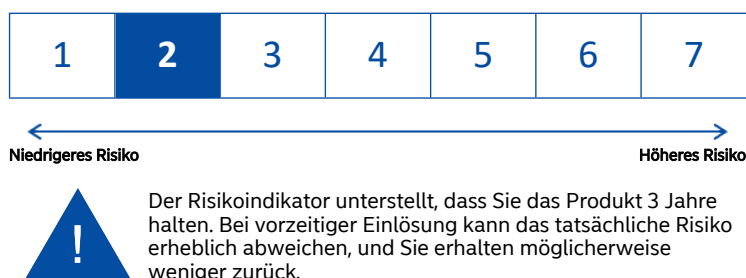 1 2 3 4 5 6 7
Niedrigeres Risiko Höheres Risiko
Der Risikoindikator unterstellt, dass Sie das Produkt 3 Jahre
halten. Bei vorzeitiger Einlösung kann das tatsächliche Risiko
! erheblich abweichen, und Sie erhalten möglicherweise
weniger zurück.